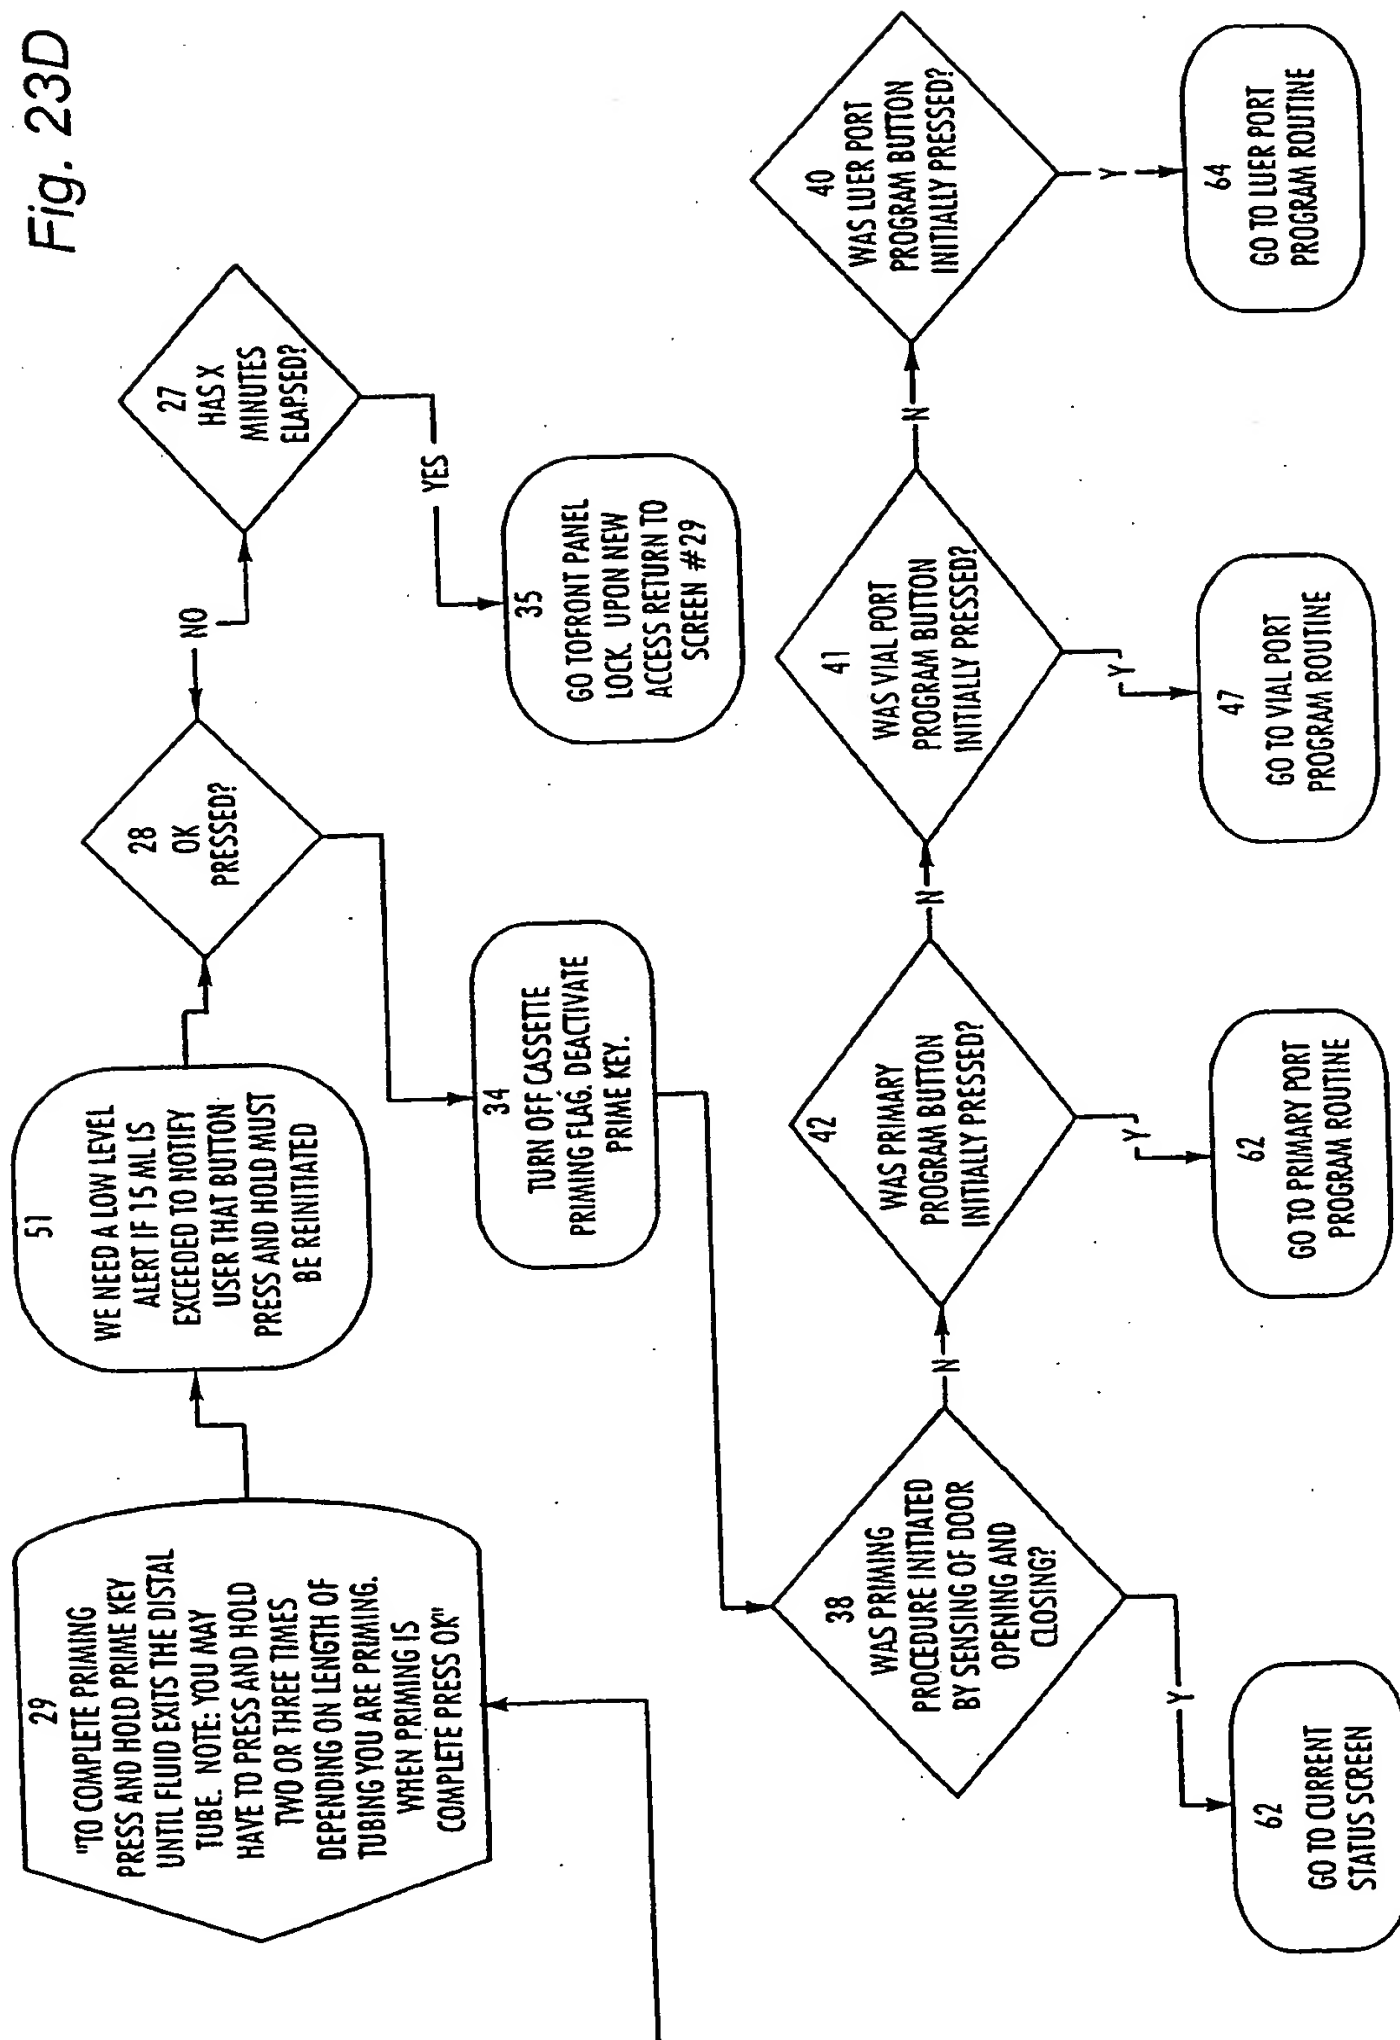 Fig. 23D
29
"TO COMPLETE PRIMING
PRESS AND HOLD PRIME KEY
UNTIL FLUID EXITS THE DISTAL
TUBE. NOTE: YOU MAY
HAVE TO PRESS AND HOLD
TWO OR THREE TIMES
DEPENDING ON LENGTH OF
TUBING YOU ARE PRIMING.
WHEN PRIMING IS
COMPLETE PRESS OK"
51
WE NEED A LOW LEVEL
ALERT IF 15 ML IS
EXCEEDED TO NOTIFY
USER THAT BUTTON
PRESS AND HOLD MUST
BE REINITIATED
28
OK
PRESSED?
NO
27
HAS X
MINUTES
ELAPSED?
YES
35
GO TOFRONT PANEL
LOCK. UPON NEW
ACCESS RETURN TO
SCREEN #29
34
TURN OFF CASSETTE
PRIMING FLAG. DEACTIVATE
PRIME KEY.
38
WAS PRIMING
PROCEDURE INITIATED
BY SENSING OF DOOR
OPENING AND
CLOSING?
N
Y
62
GO TO CURRENT
STATUS SCREEN
42
WAS PRIMARY
PROGRAM BUTTON
INITIALLY PRESSED?
N
Y
62
GO TO PRIMARY PORT
PROGRAM ROUTINE
41
WAS VIAL PORT
PROGRAM BUTTON
INITIALLY PRESSED?
N
Y
47
GO TO VIAL PORT
PROGRAM ROUTINE
40
WAS LUER PORT
PROGRAM BUTTON
INITIALLY PRESSED?
Y
64
GO TO LUER PORT
PROGRAM ROUTINE